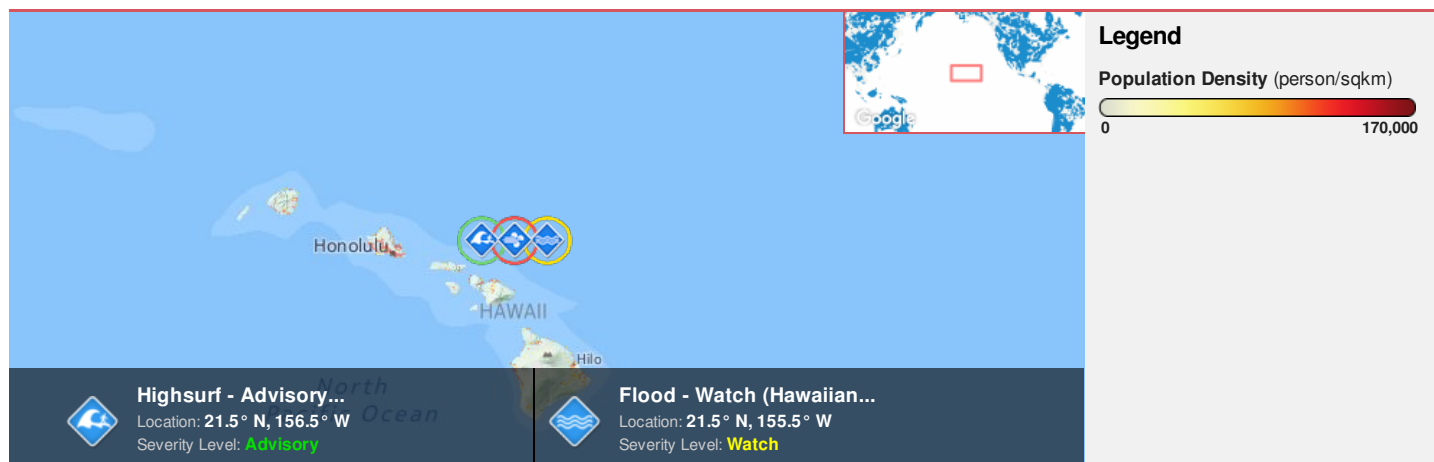 Google
Honolulu
HAWAII
Hilo
North
Pacific Ocean
Highsurf - Advisory...
Location: 21.5° N, 156.5° W
Severity Level: Advisory
Flood - Watch (Hawaiian...
Location: 21.5° N, 155.5° W
Severity Level: Watch
Legend
Population Density (person/sqkm)
0 170,000